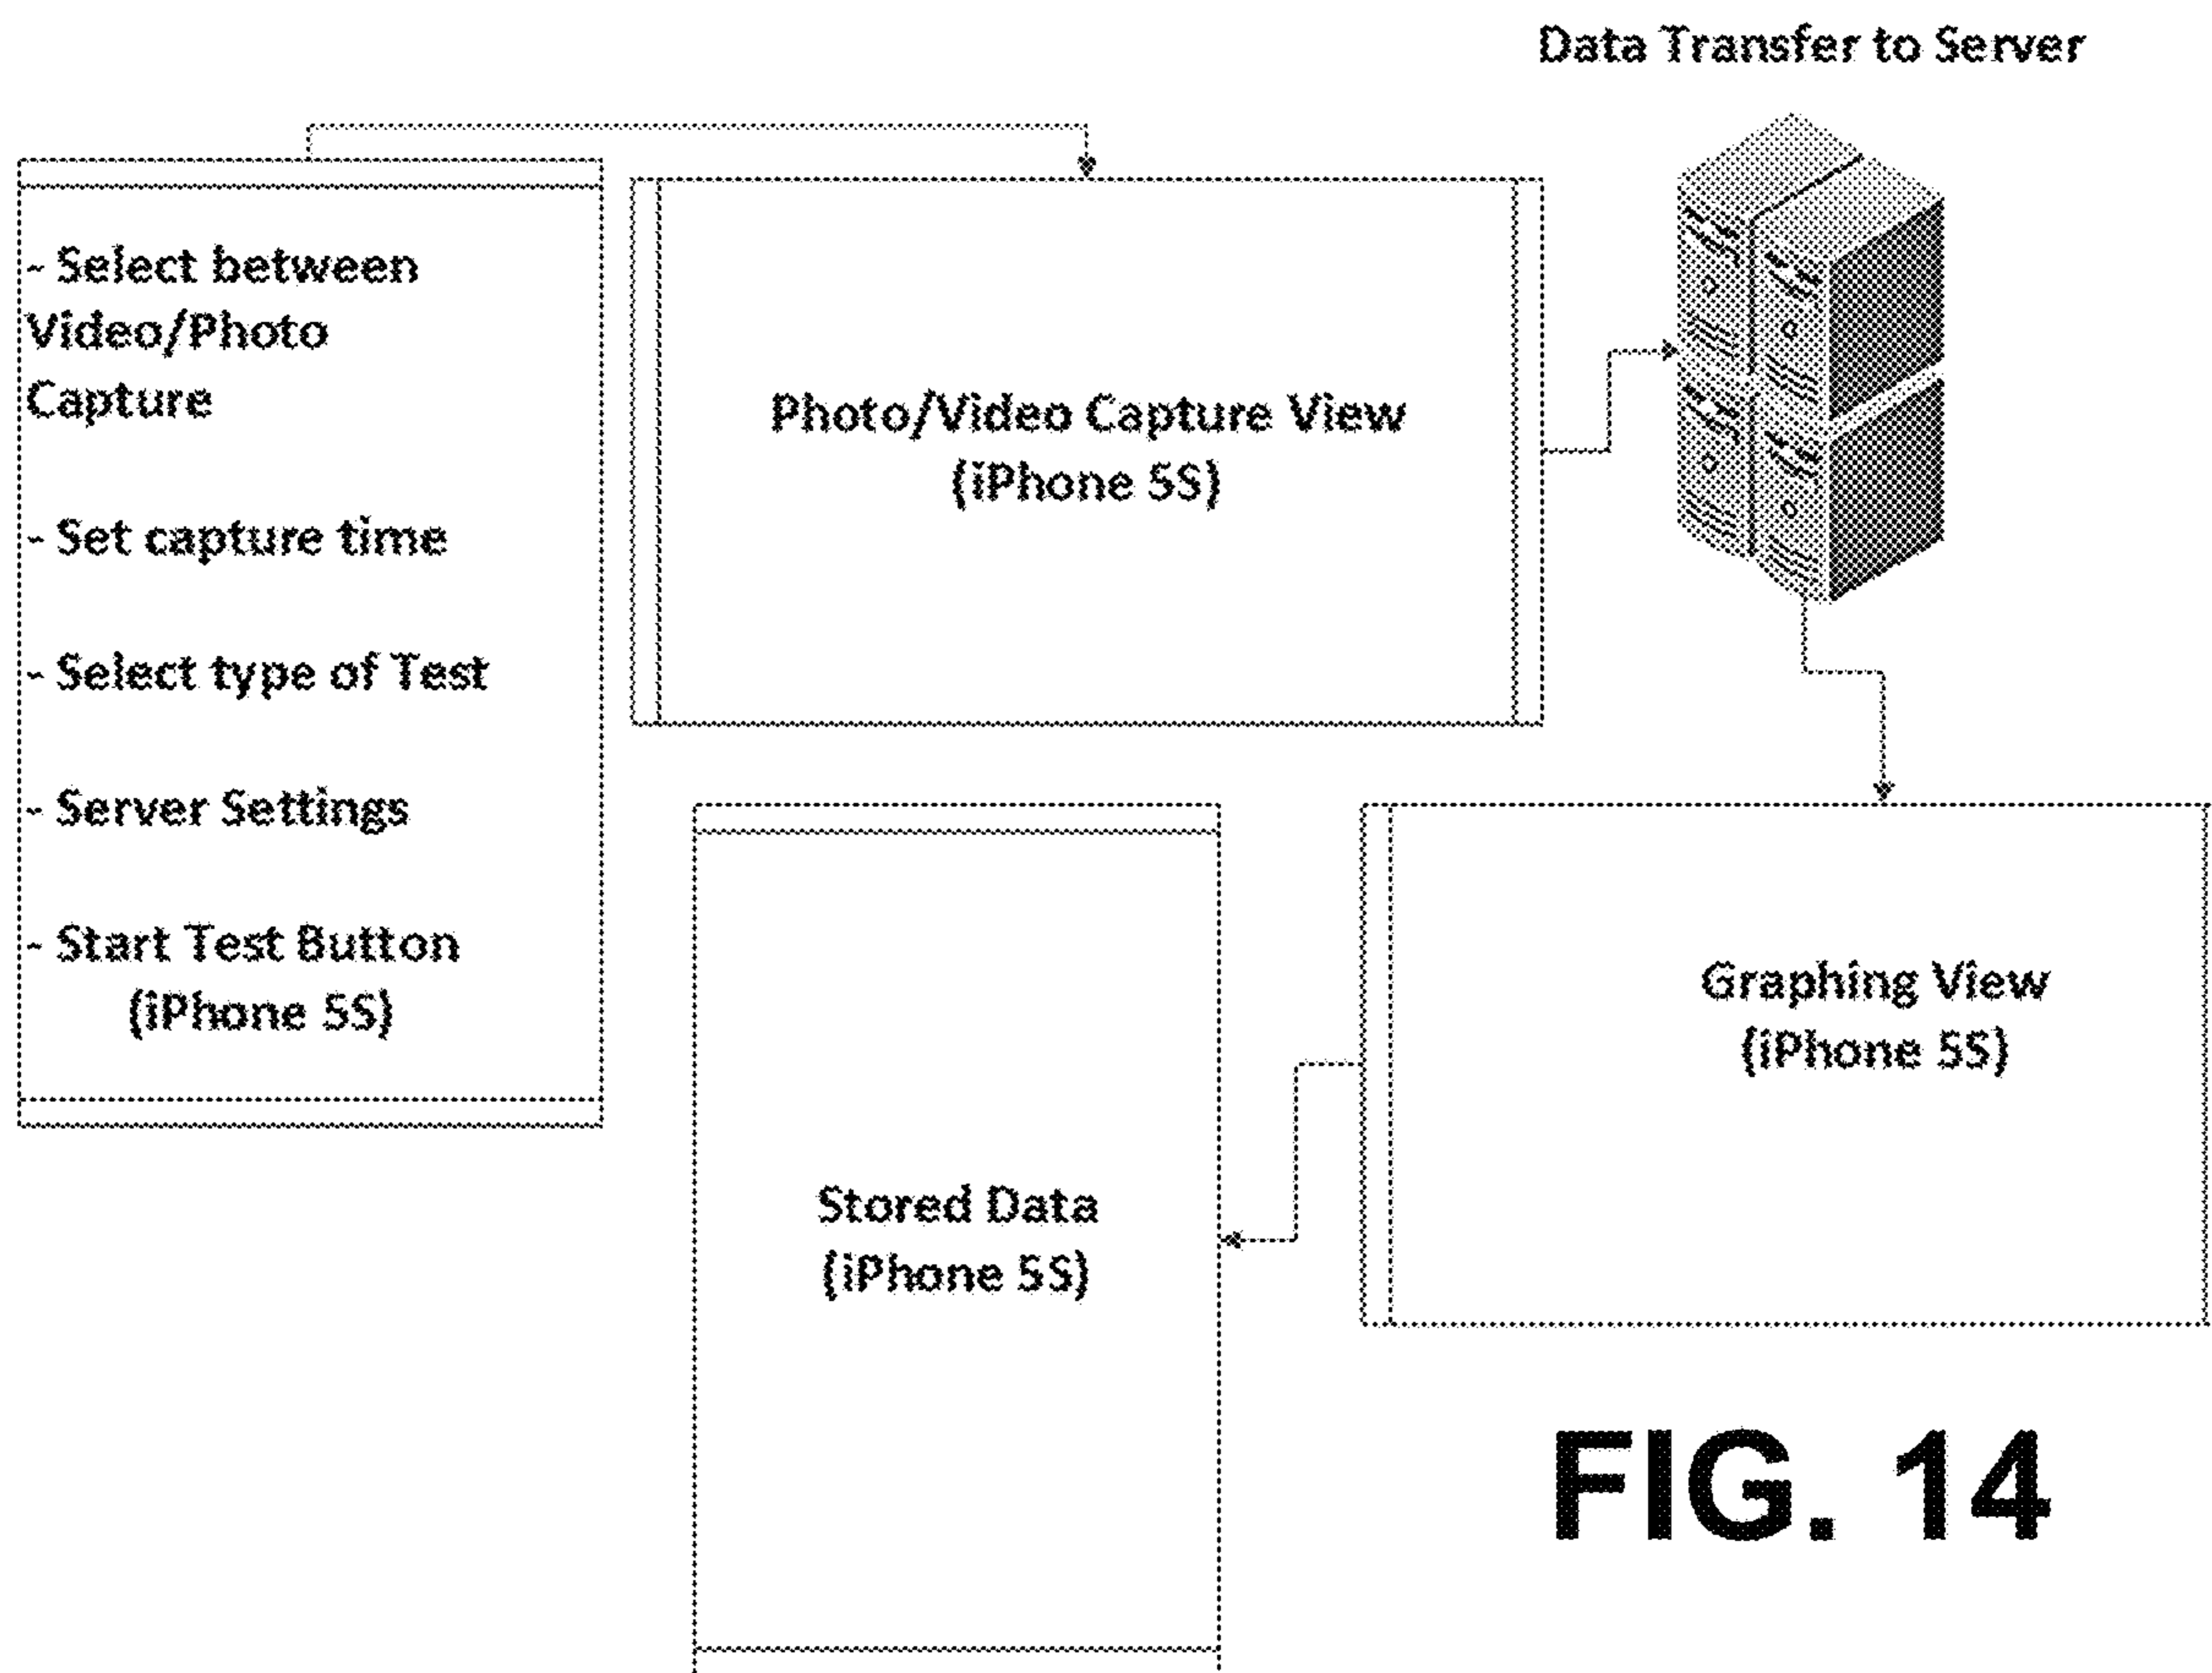 Data Transfer to Server
- Select between
Video/Photo
Capture
- Set capture time
- Select type of Test
- Server Settings
- Start Test Button
(iPhone 5S)
Photo/Video Capture View
(iPhone 5S)
Graphing View
(iPhone 5S)
Stored Data
(iPhone 5S)
FIG. 14